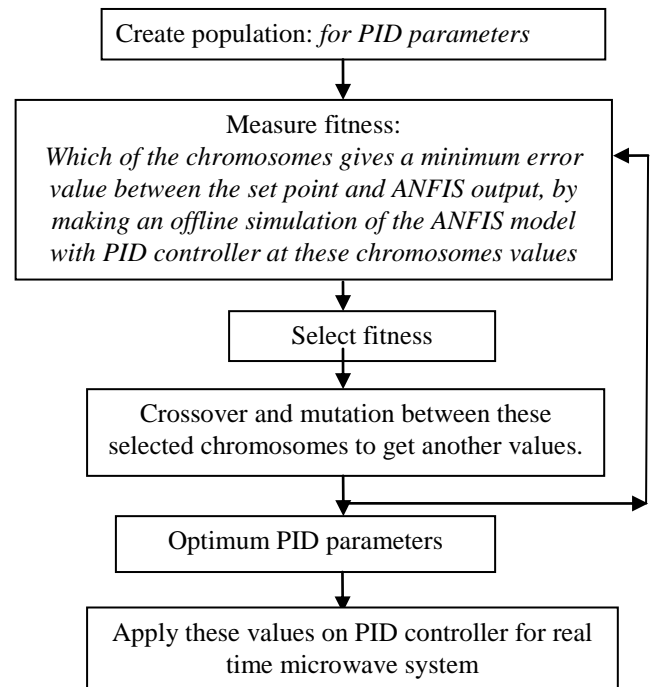 Create population: for PID parameters
Measure fitness:
Which of the chromosomes gives a minimum error
value between the set point and ANFIS output, by
making an offline simulation of the ANFIS model
with PID controller at these chromosomes values
Select fitness
Crossover and mutation between these
selected chromosomes to get another values.
Optimum PID parameters
Apply these values on PID controller for real
time microwave system